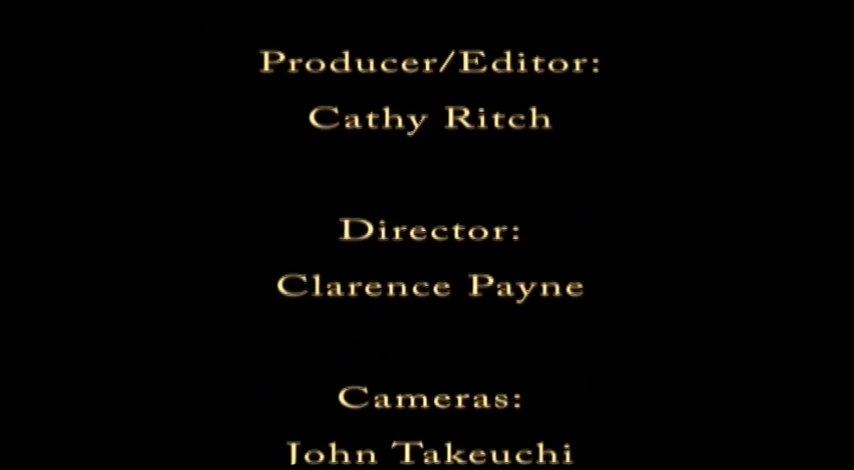 Producer/Editor:
Cathy Ritch
Director:
Clarence Payne
Cameras:
John Takeuchi